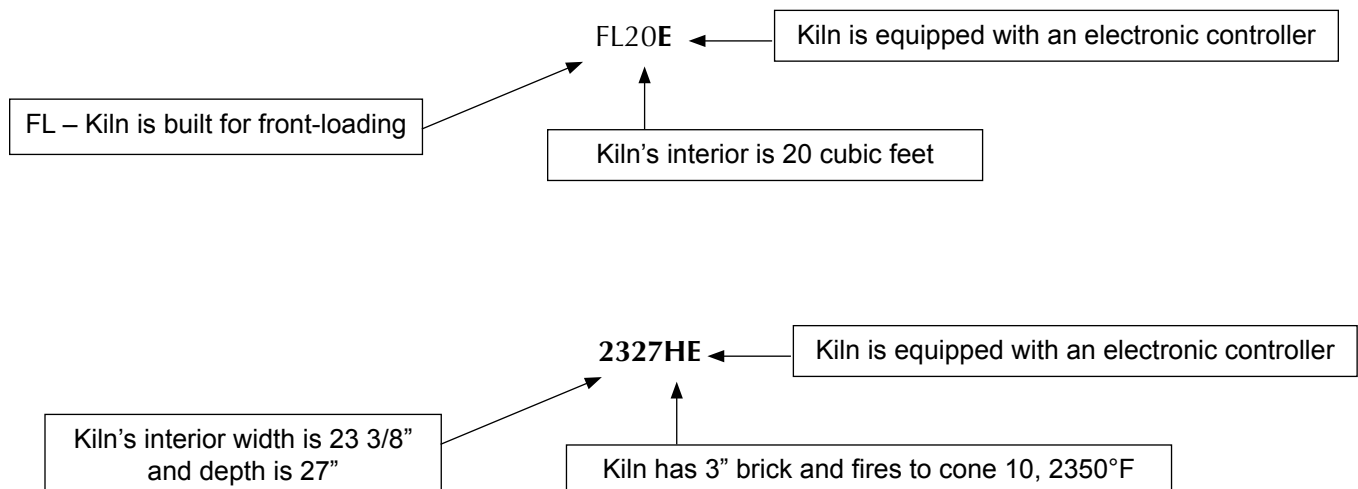 FL20E
Kiln is equipped with an electronic controller
FL – Kiln is built for front-loading
Kiln’s interior is 20 cubic feet
2327HE
Kiln is equipped with an electronic controller
Kiln’s interior width is 23 3/8”
and depth is 27”
Kiln has 3” brick and fires to cone 10, 2350°F